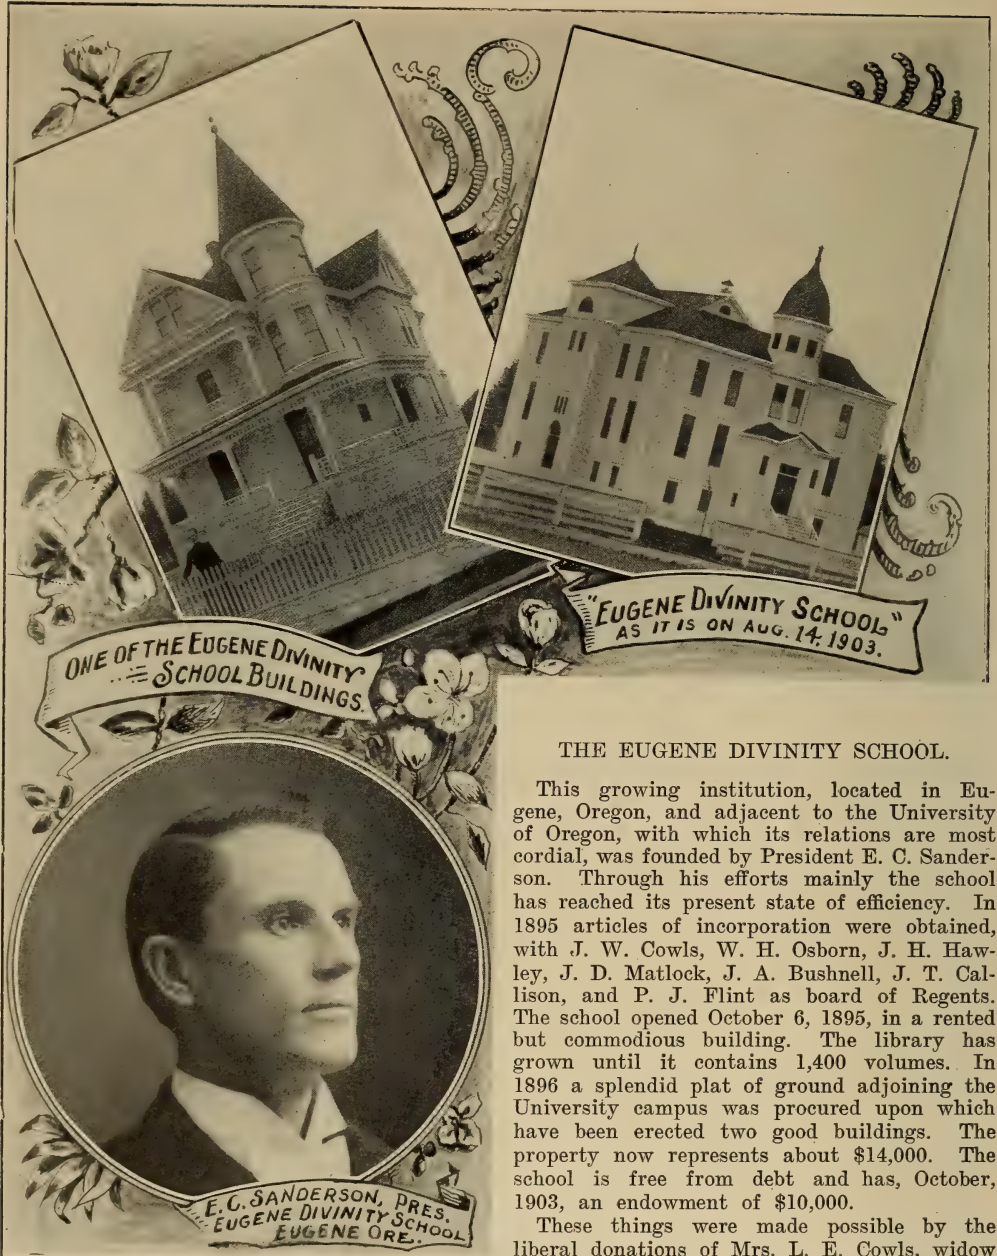 "EUGENE DIVINITY SCHOOL"
AS IT IS ON AUG. 14, 1903.
ONE OF THE EUGENE DIVINITY
SCHOOL BUILDINGS.
E. C. SANDERSON, PRES.
EUGENE DIVINITY SCHOOL
EUGENE ORE.
THE EUGENE DIVINITY SCHOOL.
This growing institution, located in Eu-
gene, Oregon, and adjacent to the University
of Oregon, with which its relations are most
cordial, was founded by President E. C. Sander-
son. Through his efforts mainly the school
has reached its present state of efficiency. In
1895 articles of incorporation were obtained,
with J. W. Cowls, W. H. Osborn, J. H. Haw-
ley, J. D. Matlock, J. A. Bushnell, J. T. Cal-
lison, and P. J. Flint as board of Regents.
The school opened October 6, 1895, in a rented
but commodious building. The library has
grown until it contains 1,400 volumes. In
1896 a splendid plat of ground adjoining the
University campus was procured upon which
have been erected two good buildings. The
property now represents about $14,000. The
school is free from debt and has, October,
1903, an endowment of $10,000.
These things were made possible by the
liberal donations of Mrs. L. E. Cowls, widow